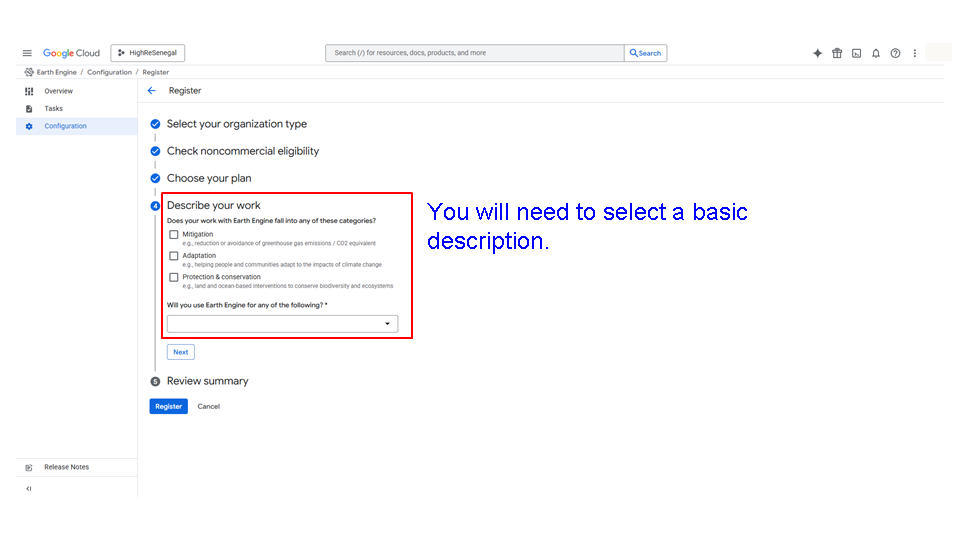 Google Cloud
HighReSenegal
Search (/) for resources, docs, products, and more
Search
Earth Engine / Configuration / Register
Overview
Tasks
Configuration
Register
Select your organization type
Check noncommercial eligibility
Choose your plan
4 Describe your work
Does your work with Earth Engine fall into any of these categories?
Mitigation
e.g., reduction or avoidance of greenhouse gas emissions / CO2 equivalent
Adaptation
e.g., helping people and communities adapt to the impacts of climate change
Protection & conservation
e.g., land and ocean-based interventions to conserve biodiversity and ecosystems
Will you use Earth Engine for any of the following? *
Next
5 Review summary
Register Cancel
You will need to select a basic
description.
Release Notes